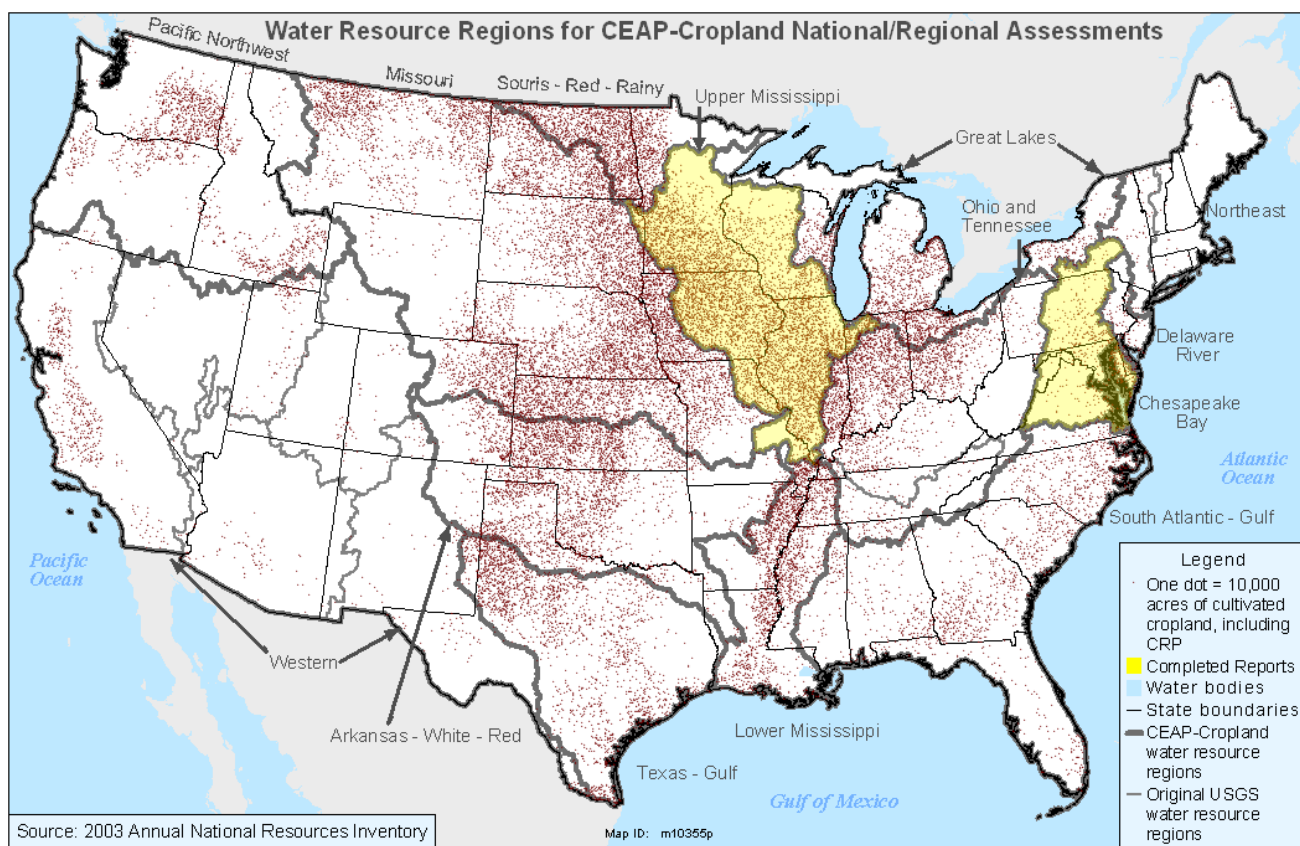 Water Resource Regions for CEAP-Cropland National/Regional Assessments
Pacific Northwest
Missouri
Souris - Red - Rainy
Upper Mississippi
Great Lakes
Ohio and
Tennessee
Northeast
Delaware
River
Chesapeake
Bay
Atlantic
Ocean
South Atlantic - Gulf
Pacific
Ocean
Western
Arkansas - White - Red
Texas - Gulf
Lower Mississippi
Gulf of Mexico
Legend
One dot = 10,000
acres of cultivated
cropland, including
CRP
Completed Reports
Water bodies
State boundaries
CEAP-Cropland
water resource
regions
Original USGS
water resource
regions
Source: 2003 Annual National Resources Inventory
Map ID: m10355p